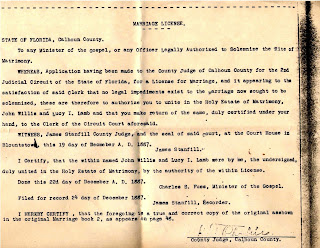 MARRIAGE LICENSE,
STATE OF FLORIDA, Calhoun County.
To any Minister of the gospel, or any Officer Legally Authorized to Solemnize the Rite of
Matrimony.
WHEREAS, Application having been made to the County Judge of Calhoun County for the 2nd
Judicial Circuit of the State of Florida, for a License for Marriage, and it appearing to the
satisfaction of said clerk that no legal impediments exist to the marriage now sought to be
solemnized, these are therefore to authorize you to unite in the Holy Estate of Matrimony,
John Willis and Lucy I. Lamb and that you make return of the same, duly certified under your
hand, to the Clerk of the Circuit Court aforesaid.
WITNESS, James Stanfill County Judge, and the seal of said court, at the Court House in
Blountstown, this 19 day of December A. D. 1887.
James Stanfill.
I Certify, that the within named John Willis and Lucy I. Lamb were by me, the undersigned,
duly united in the Holy Estate of Matrimony, by the authority of the within License.
Done this 22d day of December A. D. 1887.
Charles S. Fuss, Minister of the Gospel.
Filed for record 29 day of December 1887.
James Stanfill, Recorder.
I HEREBY CERTIFY, that the foregoing is a true and correct copy of the original as shown
in the original Marriage book 2, as appears on page 98.
County Judge, Calhoun County.